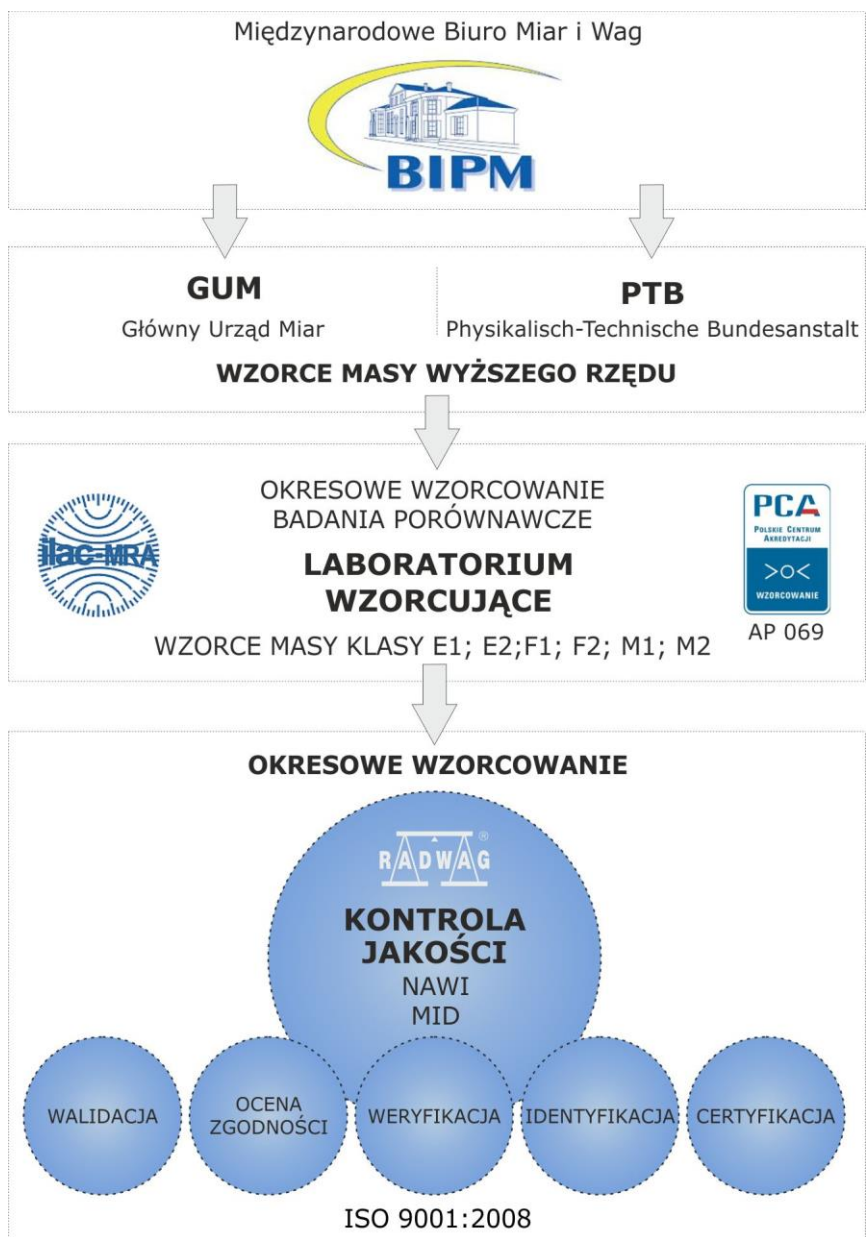 Międzynarodowe Biuro Miar i Wag
BIPM
GUM
Główny Urząd Miar
PTB
Physikalisch-Technische Bundesanstalt
WZORCE MASY WYŻSZEGO RZĘDU
ilac-MRA
OKRESOWE WZORCOWANIE
BADANIA PORÓWNAWCZE
LABORATORIUM
WZORCUJĄCE
WZORCE MASY KLASY E1; E2;F1; F2; M1; M2
PCA
POLSKIE CENTRUM
AKREDYTACJI
WZORCOWANIE
AP 069
OKRESOWE WZORCOWANIE
RADWAG®
KONTROLA
JAKOŚCI
NAWI
MID
WALIDACJA
OCENA
ZGODNOŚCI
WERYFIKACJA
IDENTYFIKACJA
CERTYFIKACJA
ISO 9001:2008